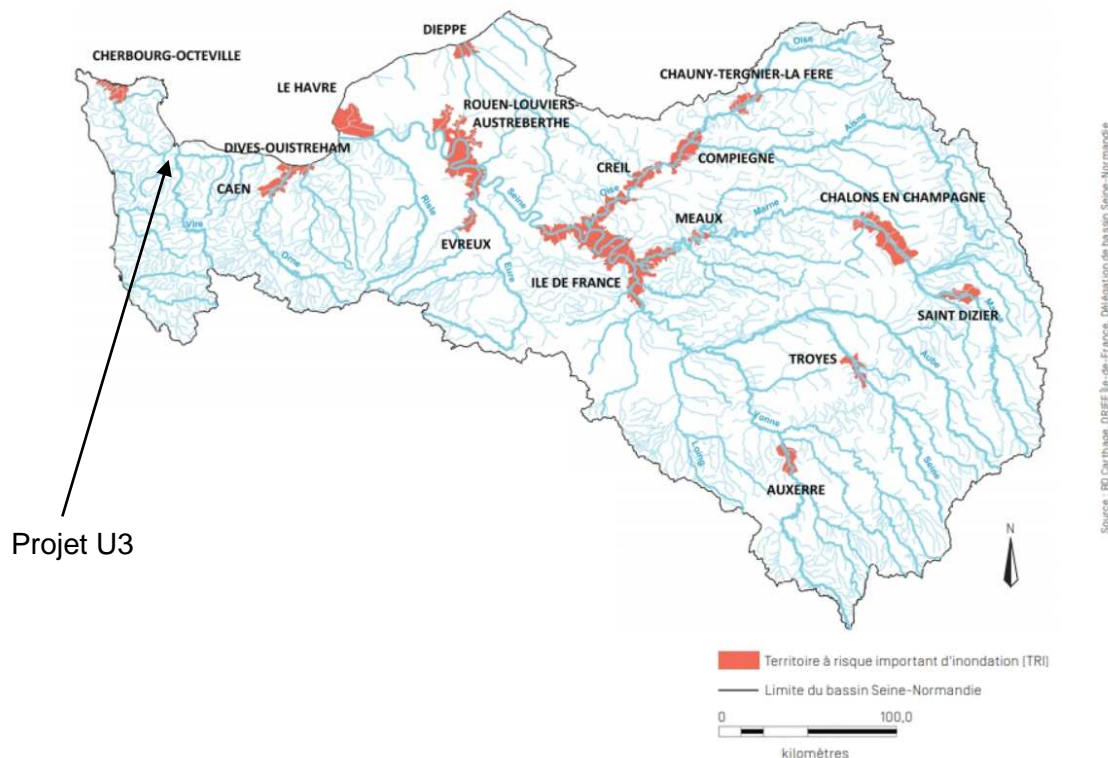 DIEPPE
Oise
CHERBOURG-OCTEVILLE
CHAUNY-TERGNIER-LA FERE
LE HAVRE
ROUEN-LOUVIERS-
AUSTREBERTHE
Aisne
DIVES-OUISTREHAM
COMPIEGNE
CREIL
CAEN
Oise
Seine
Risle
CHALONS EN CHAMPAGNE
MEAUX
Marne
Vire
EVREUX
Orne
Eure
ILE DE FRANCE
SAINT DIZIER
TROYES
Aube
Yonne
Loing
Seine
AUXERRE
Projet U3
N
Territoire à risque important d'inondation (TRI)
Limite du bassin Seine-Normandie
0 100,0
kilomètres
Source : BD Carthage, DRIEE Île-de-France, Délégation de bassin Seine-Normandie